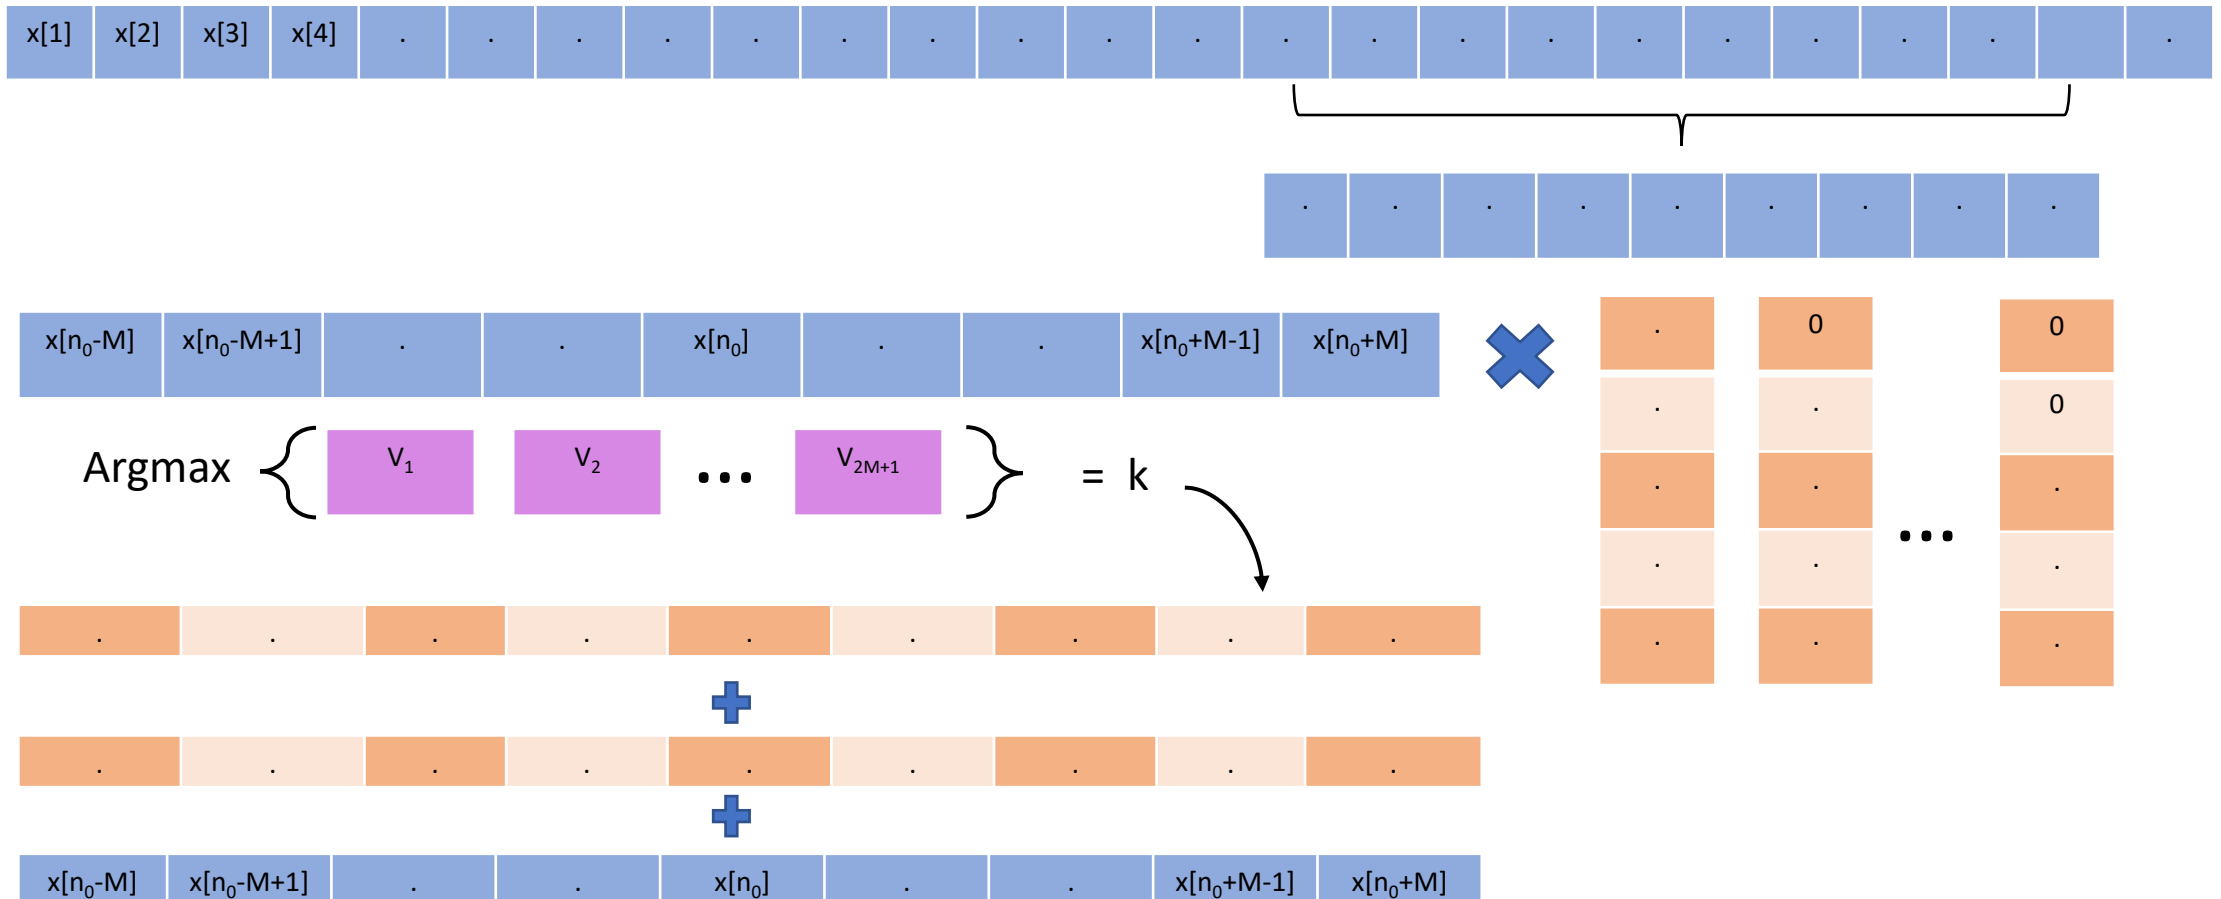 x[1] x[2] x[3] x[4] . . . . . . . . . . . . . . . . . . . .
. . . . . . . . .
x[n₀-M] x[n₀-M+1] . . x[n₀] . . x[n₀+M-1] x[n₀+M]
. 0 0
. . 0
Argmax { V₁ V₂ ... V₂ₘ₊₁ } = k
. . .
...
. . .
. . .
. . . . . . . . .
. . . . . . . . .
x[n₀-M] x[n₀-M+1] . . x[n₀] . . x[n₀+M-1] x[n₀+M]